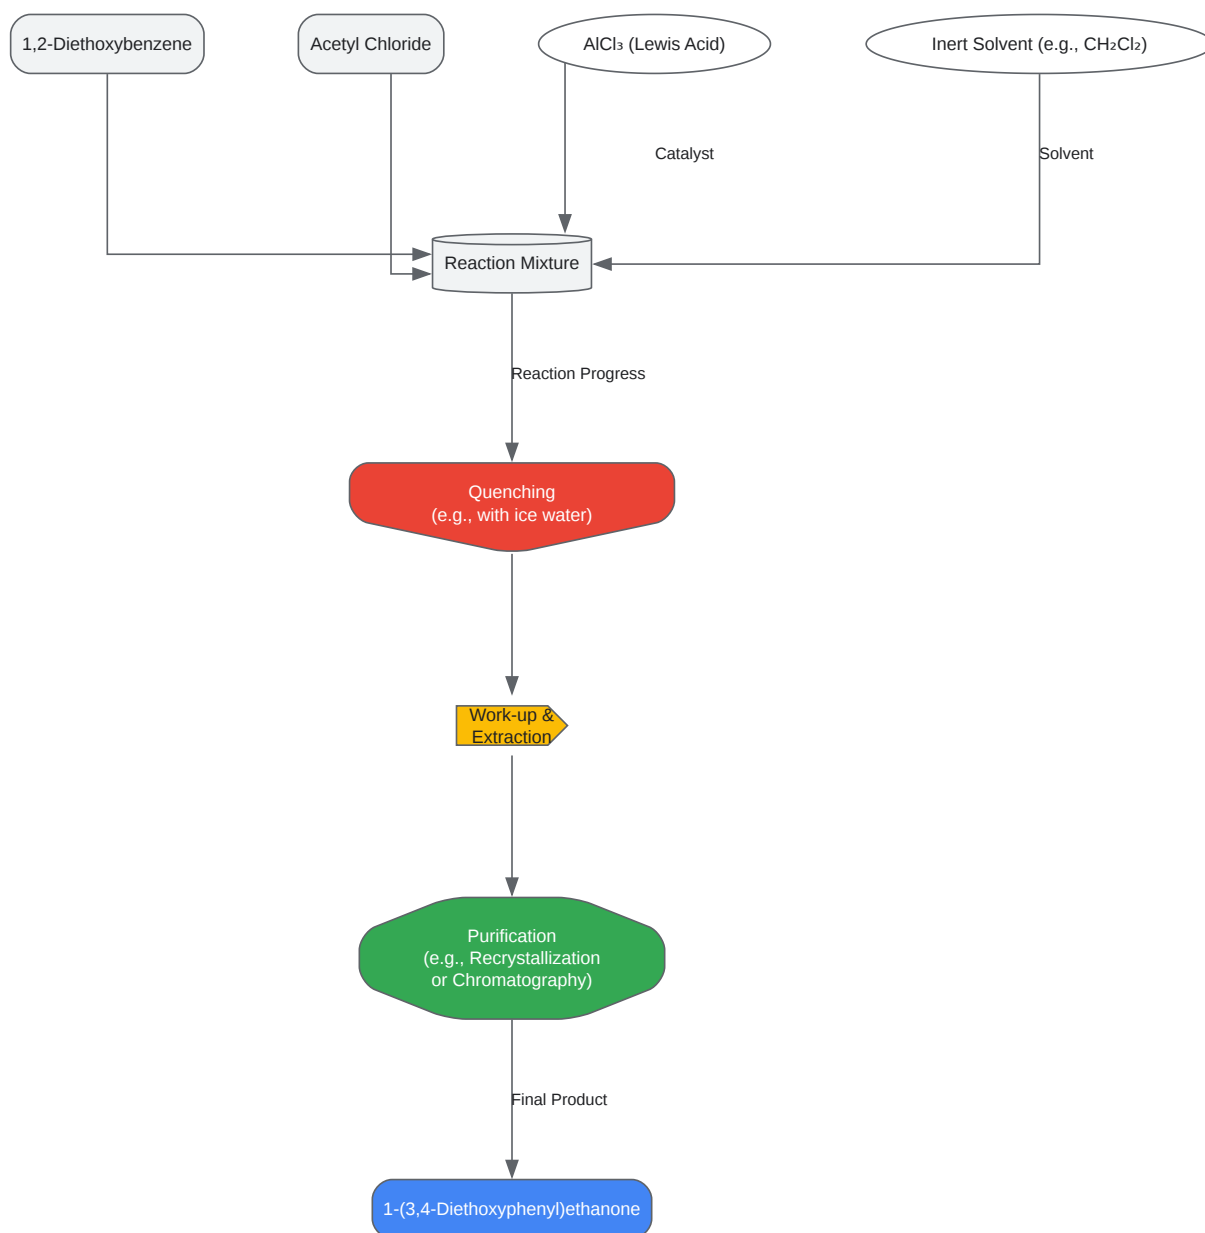 1,2-Diethoxybenzene
Acetyl Chloride
AlCl₃ (Lewis Acid)
Inert Solvent (e.g., CH₂Cl₂)
Catalyst
Solvent
Reaction Mixture
Reaction Progress
Quenching
(e.g., with ice water)
Work-up &
Extraction
Purification
(e.g., Recrystallization
or Chromatography)
Final Product
1-(3,4-Diethoxyphenyl)ethanone